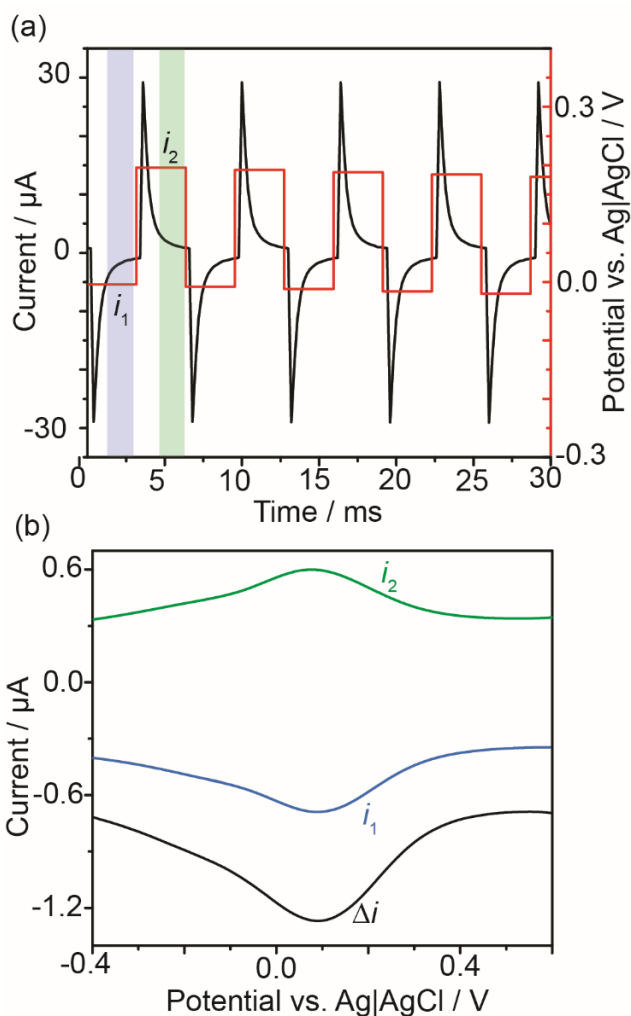 (a)
30
0
-30
Current / µA
i2
i1
0.3
0.0
-0.3
Potential vs. Ag|AgCl / V
0 5 10 15 20 25 30
Time / ms
(b)
0.6
0.0
-0.6
-1.2
Current / µA
i2
i1
Δi
-0.4 0.0 0.4
Potential vs. Ag|AgCl / V